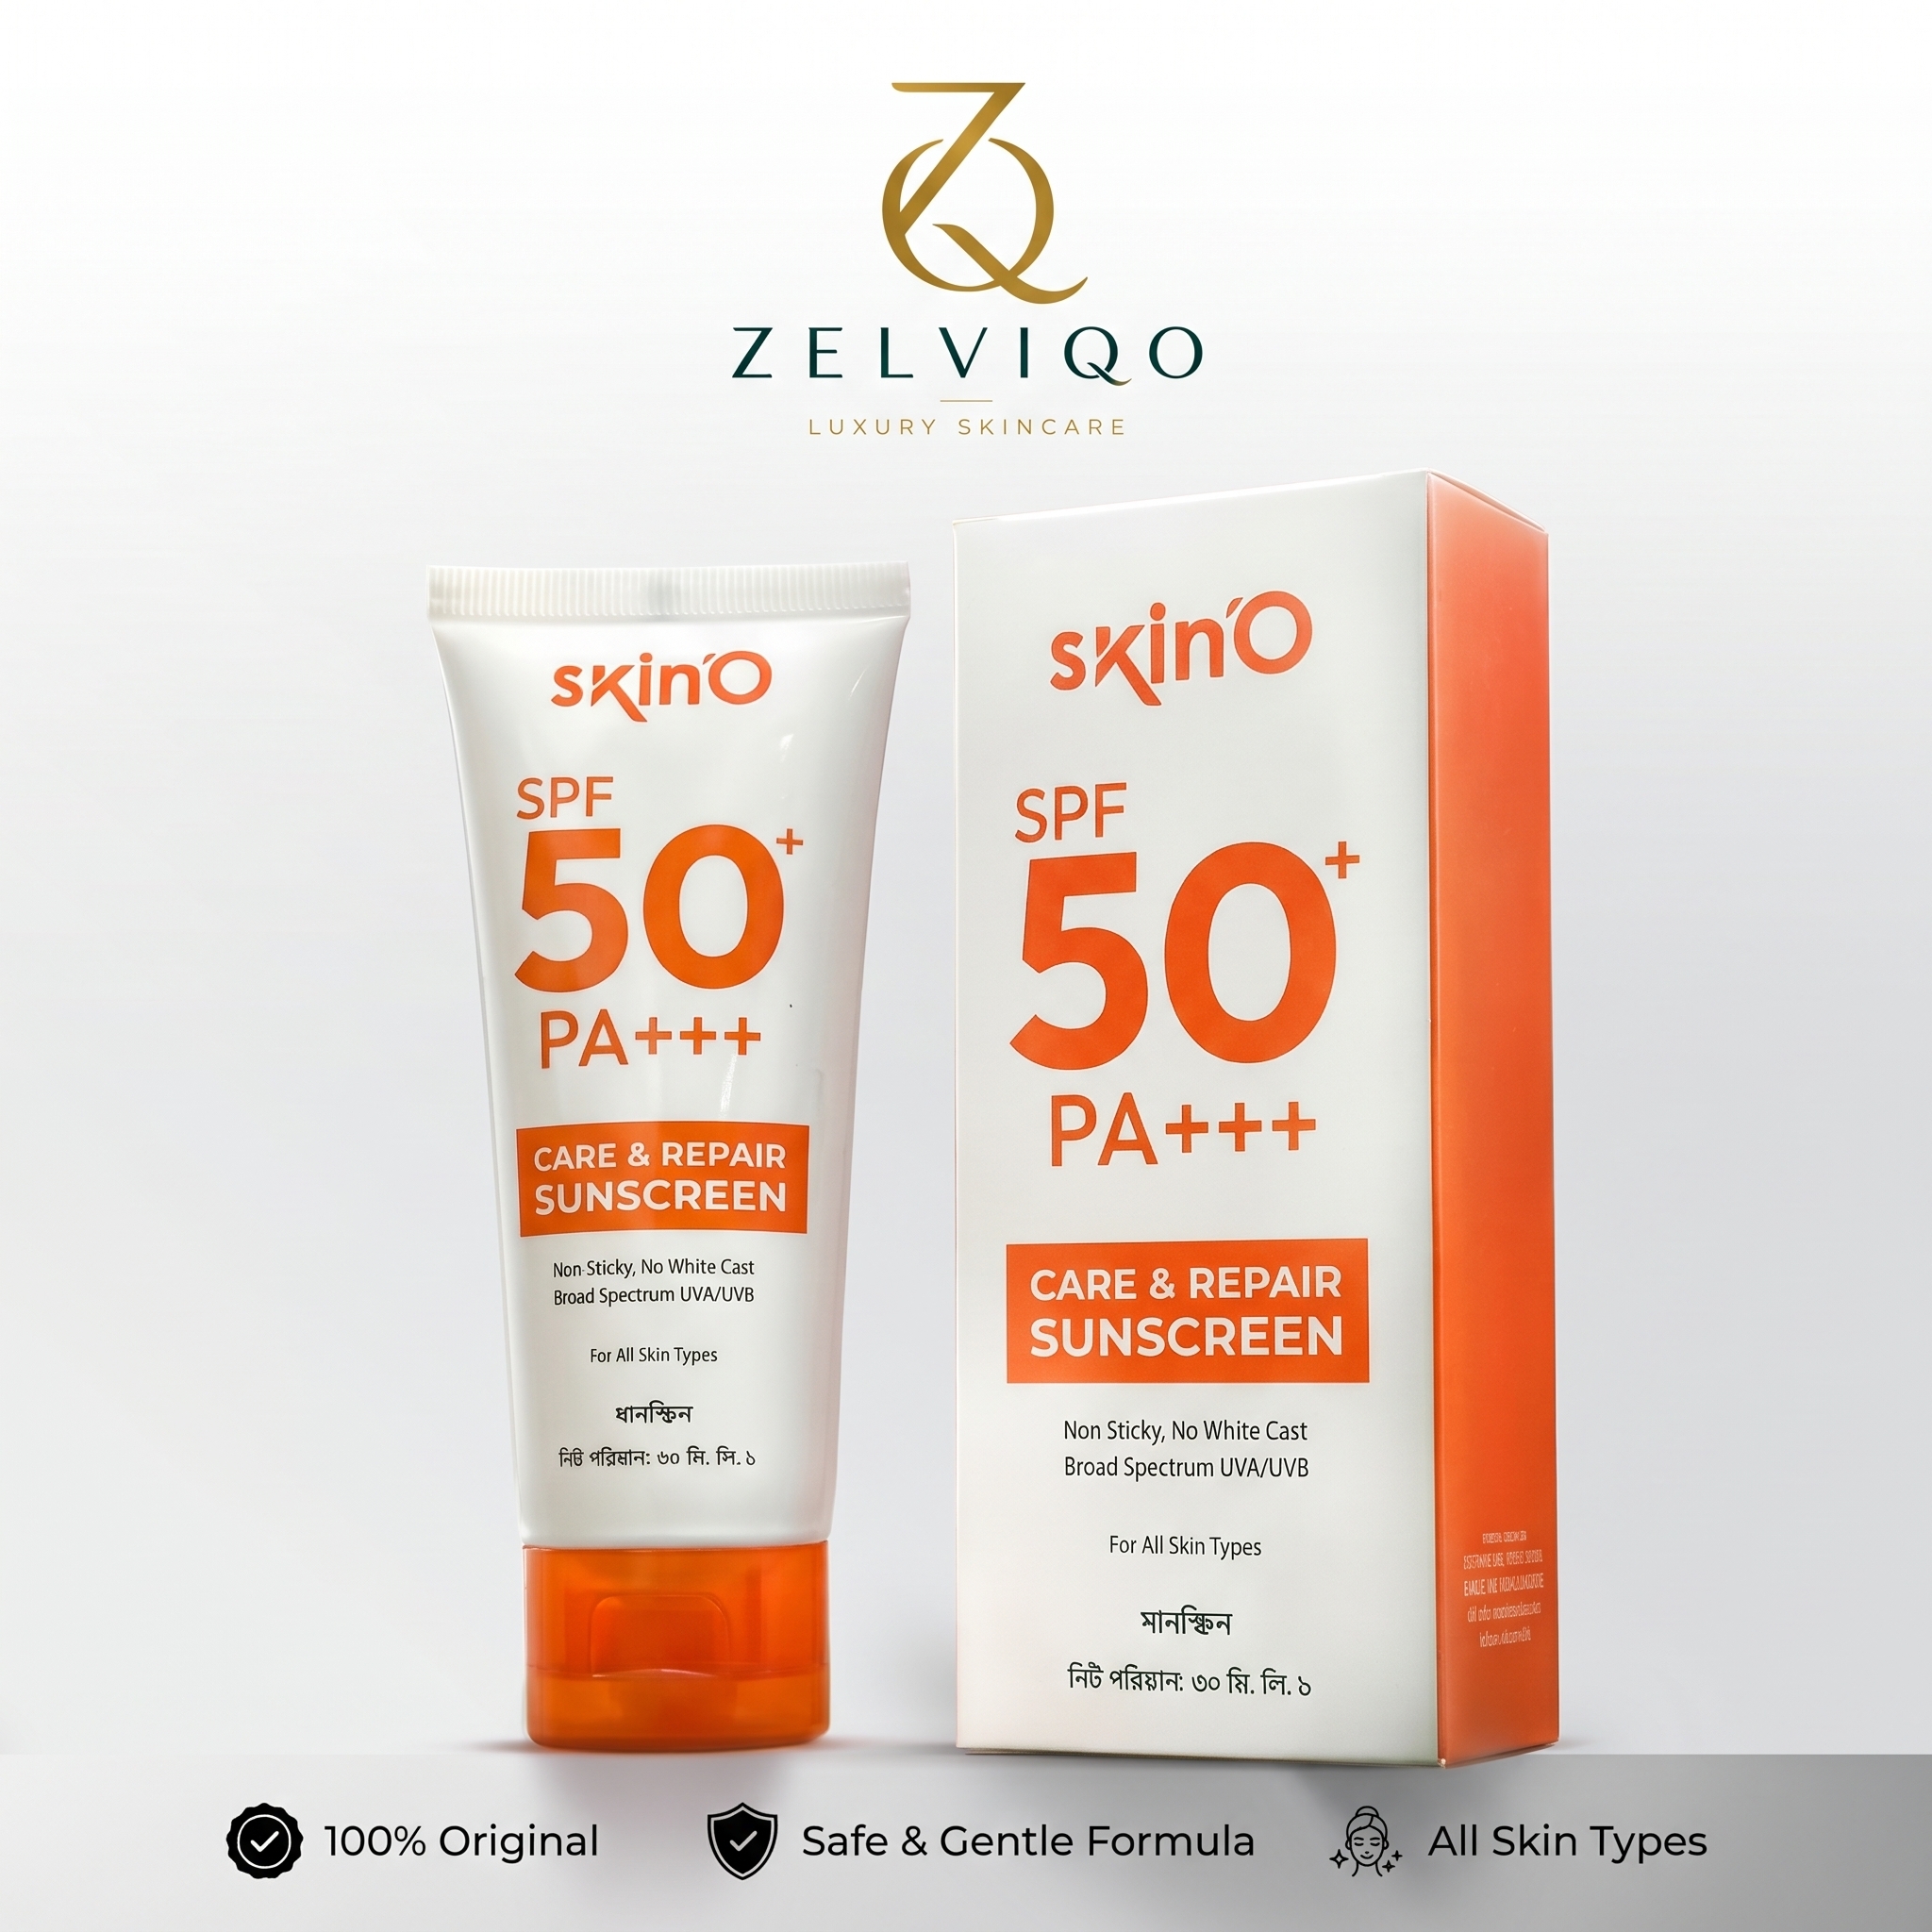 ZELVIQO
LUXURY SKINCARE
skin'O
SPF
50+
PA+++
CARE & REPAIR
SUNSCREEN
Non-Sticky, No White Cast
Broad Spectrum UVA/UVB
For All Skin Types
ধানস্ক্রিন
নিট পরিমান: ৬০ মি. সি. ১
skin'O
SPF
50+
PA+++
CARE & REPAIR
SUNSCREEN
Non Sticky, No White Cast
Broad Spectrum UVA/UVB
For All Skin Types
নিট পরিমান: ৩০ মি. লি. ১
100% Original
Safe & Gentle Formula
All Skin Types